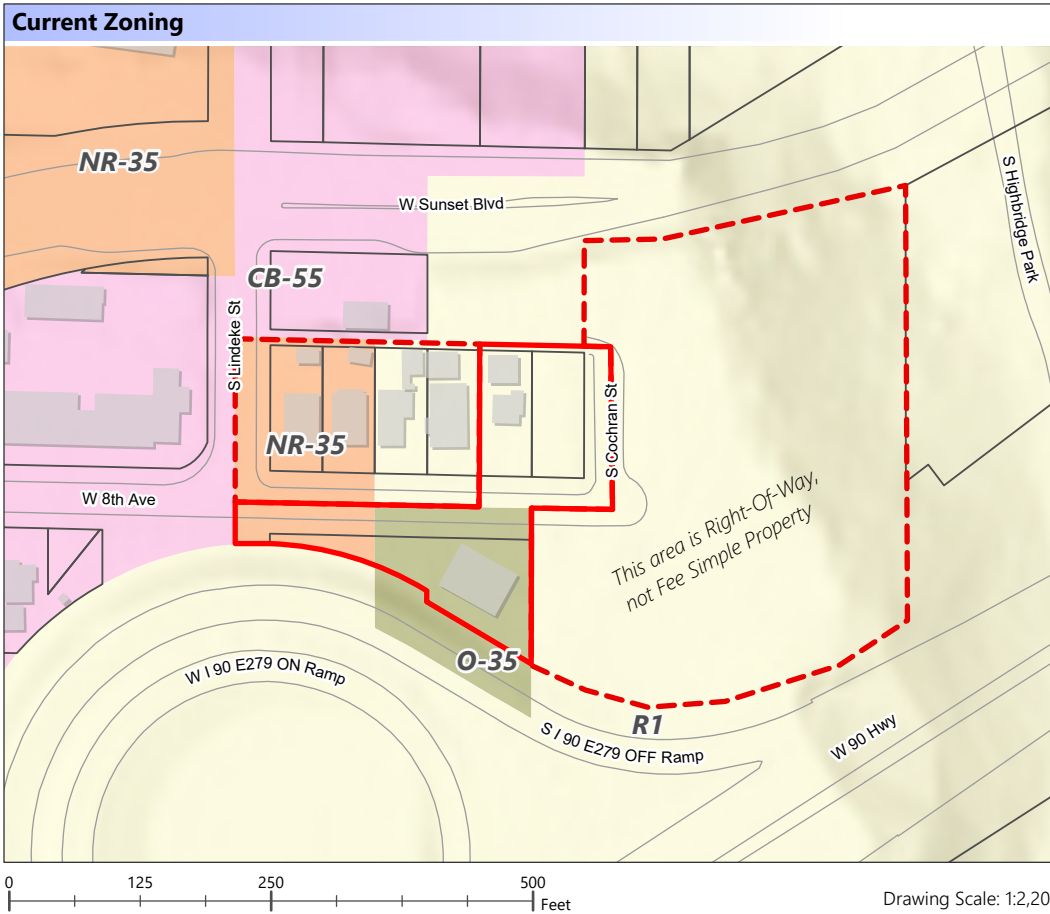 Current Zoning
NR-35
W Sunset Blvd
S Highbridge Park
CB-55
S Lindeke St
S Cochran St
NR-35
W 8th Ave
This area is Right-Of-Way,
not Fee Simple Property
O-35
W I 90 E279 ON Ramp
R1
S I 90 E279 OFF Ramp
W 90 Hwy
0 125 250 500
Feet
Drawing Scale: 1:2,20